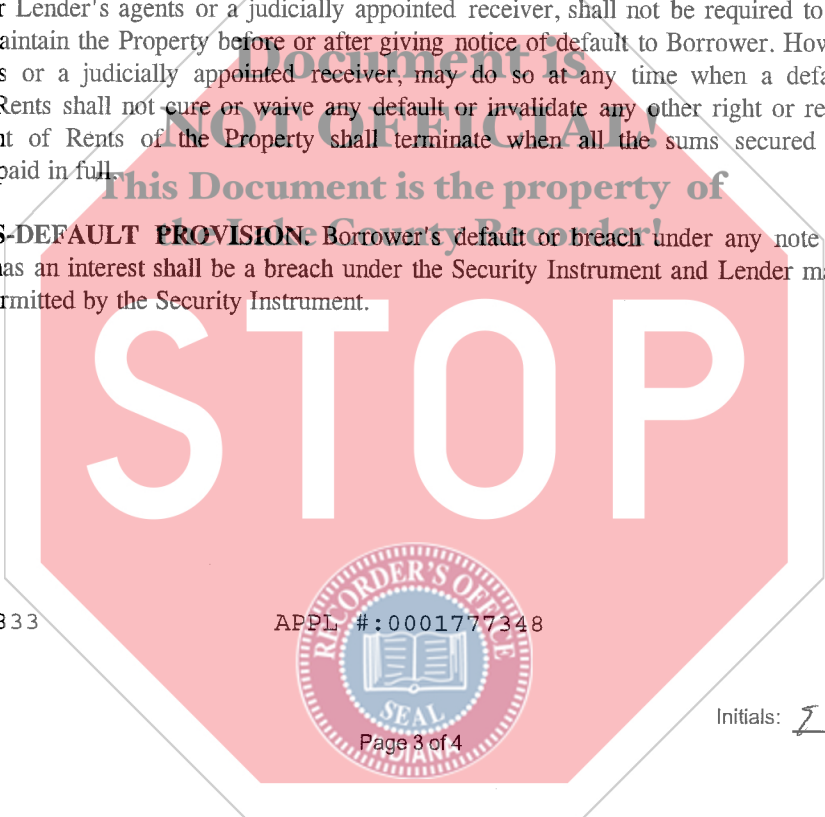 r Lender's agents or a judicially appointed receiver, shall not be required to
aintain the Property before or after giving notice of default to Borrower. How
s or a judicially appointed receiver, may do so at any time when a defa
Rents shall not cure or waive any default or invalidate any other right or re
nt of Rents of the Property shall terminate when all the sums secured
paid in full.
Document is
NOT OFFICIAL!
This Document is the property of
the Lake County Recorder!
S-DEFAULT PROVISION. Borrower's default or breach under any note
has an interest shall be a breach under the Security Instrument and Lender ma
rmitted by the Security Instrument.
STOP
333
APPL #:0001777348
RECORDER'S OFFICE
SEAL
INDIANA
Initials:
Page 3 of 4